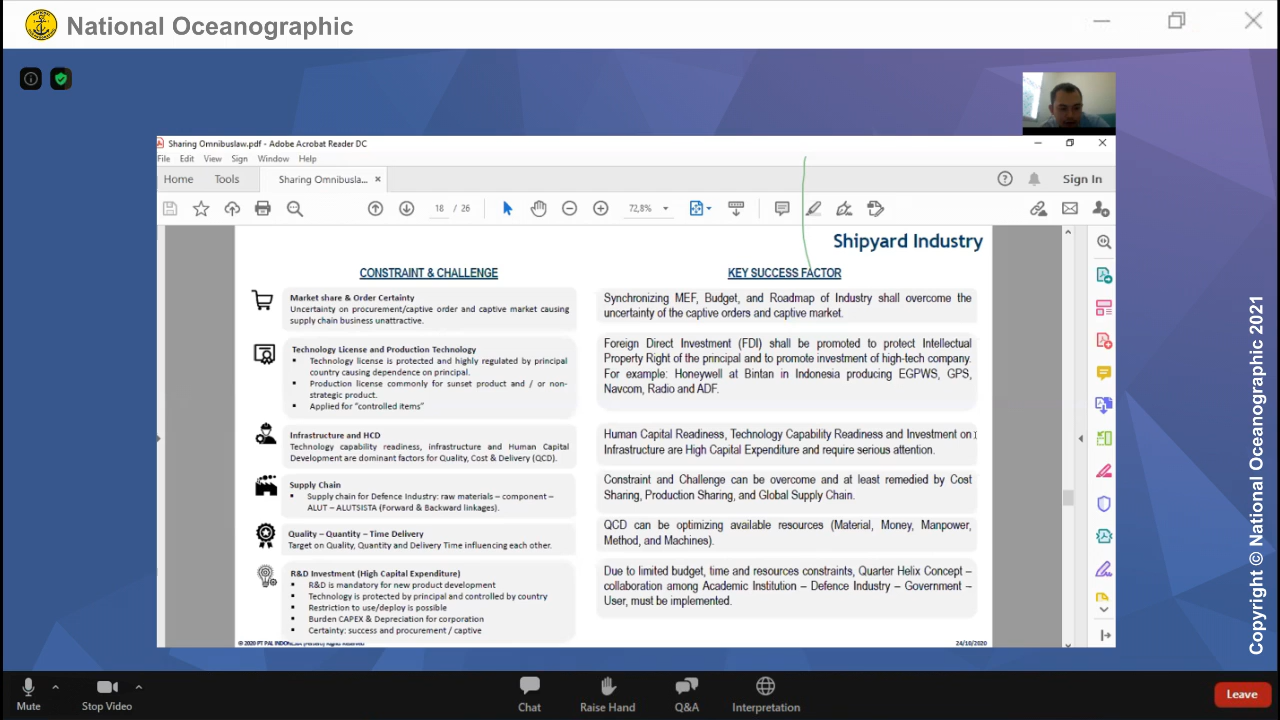 National Oceanographic
Sharing Omnibuslaw.pdf - Adobe Acrobat Reader DC
File Edit View Sign Window Help
Home Tools Sharing Omnibusla... ×
Sign In
18 / 26 72,8%
Shipyard Industry
CONSTRAINT & CHALLENGE
Market share & Order Certainty
Uncertainty on procurement/captive order and captive market causing
supply chain business unattractive.
Technology License and Production Technology
▪ Technology license is protected and highly regulated by principal
country causing dependence on principal.
▪ Production license commonly for sunset product and / or non-
strategic product.
▪ Applied for "controlled items"
Infrastructure and HCD
Technology capability readiness, infrastructure and Human Capital
Development are dominant factors for Quality, Cost & Delivery (QCD).
Supply Chain
▪ Supply chain for Defence Industry: raw materials – component –
ALUT – ALUTSISTA (Forward & Backward linkages).
Quality – Quantity – Time Delivery
Target on Quality, Quantity and Delivery Time influencing each other.
R&D Investment (High Capital Expenditure)
▪ R&D is mandatory for new product development
▪ Technology is protected by principal and controlled by country
▪ Restriction to use/deploy is possible
▪ Burden CAPEX & Depreciation for corporation
▪ Certainty: success and procurement / captive
KEY SUCCESS FACTOR
Synchronizing MEF, Budget, and Roadmap of Industry shall overcome the
uncertainty of the captive orders and captive market.
Foreign Direct Investment (FDI) shall be promoted to protect Intellectual
Property Right of the principal and to promote investment of high-tech company.
For example: Honeywell at Bintan in Indonesia producing EGPWS, GPS,
Navcom, Radio and ADF.
Human Capital Readiness, Technology Capability Readiness and Investment on
Infrastructure are High Capital Expenditure and require serious attention.
Constraint and Challenge can be overcome and at least remedied by Cost
Sharing, Production Sharing, and Global Supply Chain.
QCD can be optimizing available resources (Material, Money, Manpower,
Method, and Machines).
Due to limited budget, time and resources constraints, Quarter Helix Concept –
collaboration among Academic Institution – Defence Industry – Government –
User, must be implemented.
© 2020 PT PAL INDONESIA (Persero) All Rights Reserved
24/10/2020
Copyright © National Oceanographic 2021
Mute
Stop Video
Chat
Raise Hand
Q&A
Interpretation
Leave